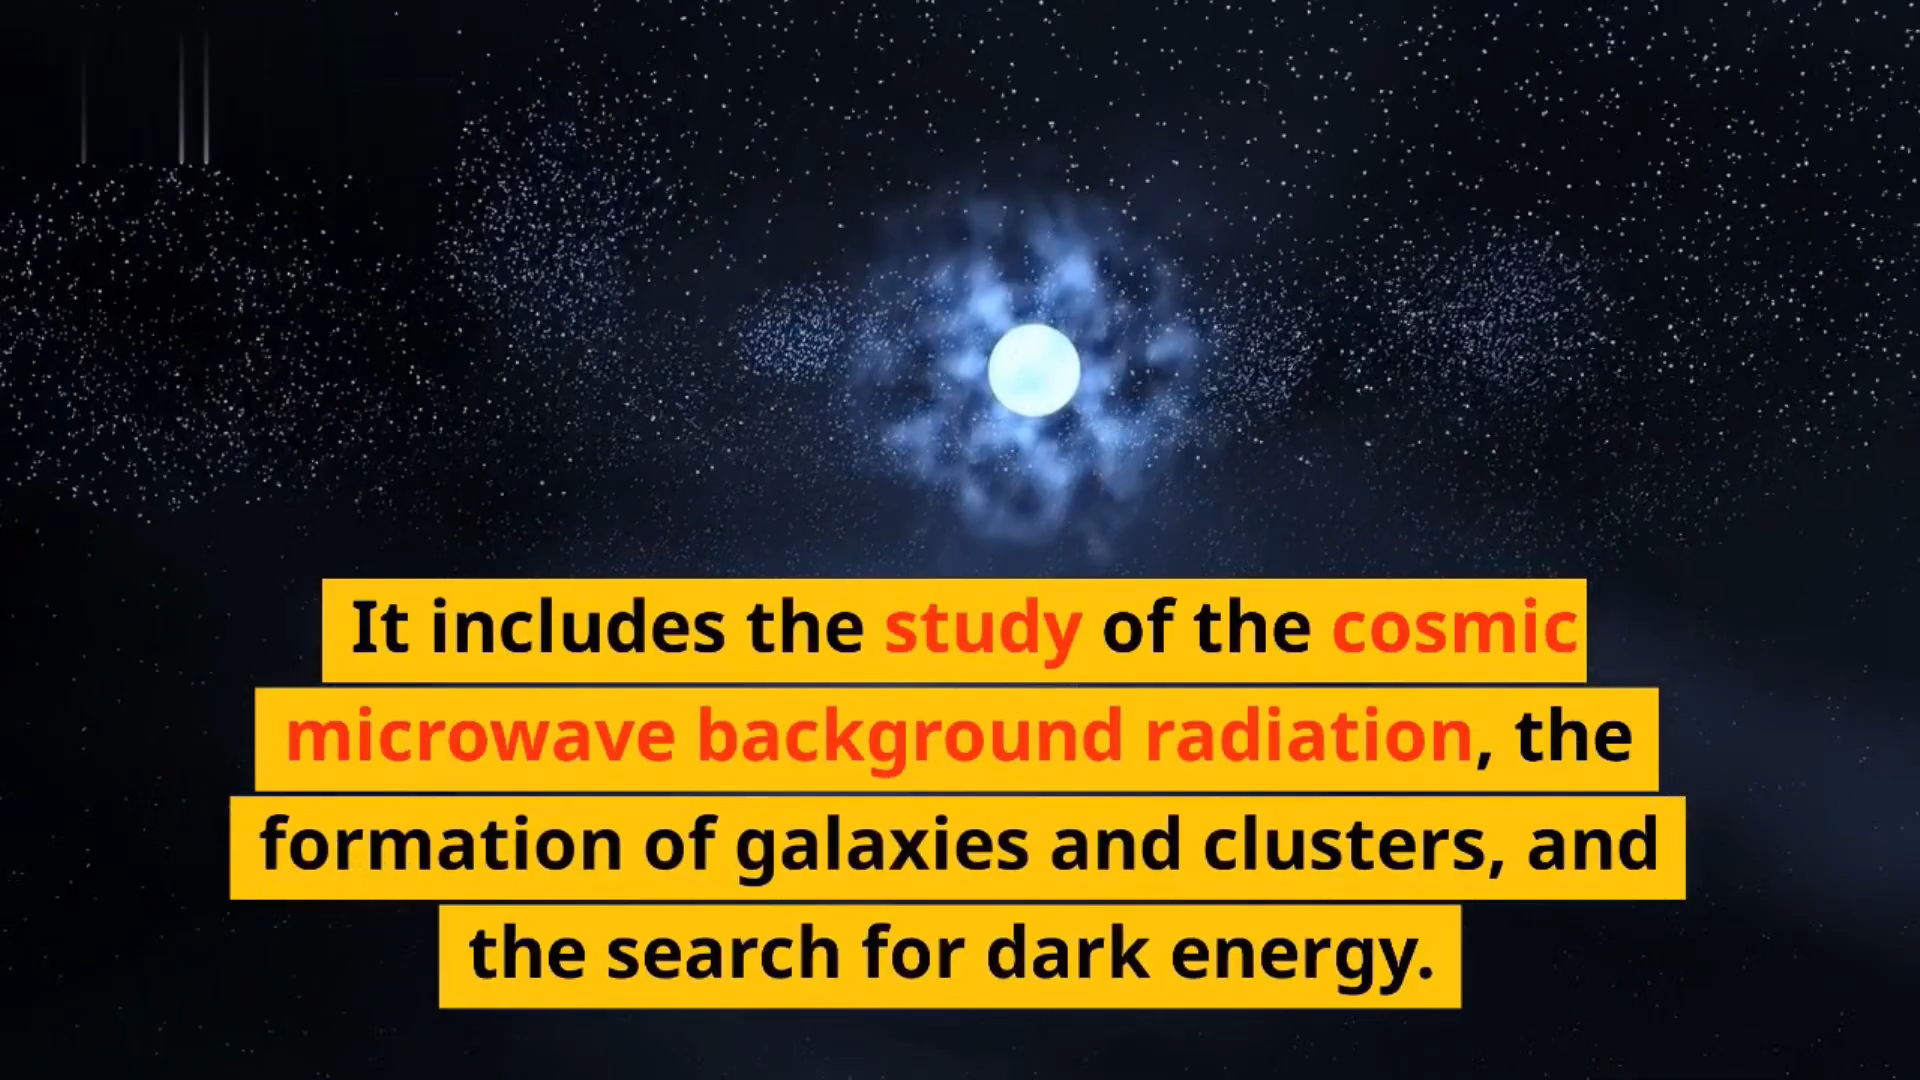 It includes the study of the cosmic
microwave background radiation, the
formation of galaxies and clusters, and
the search for dark energy.